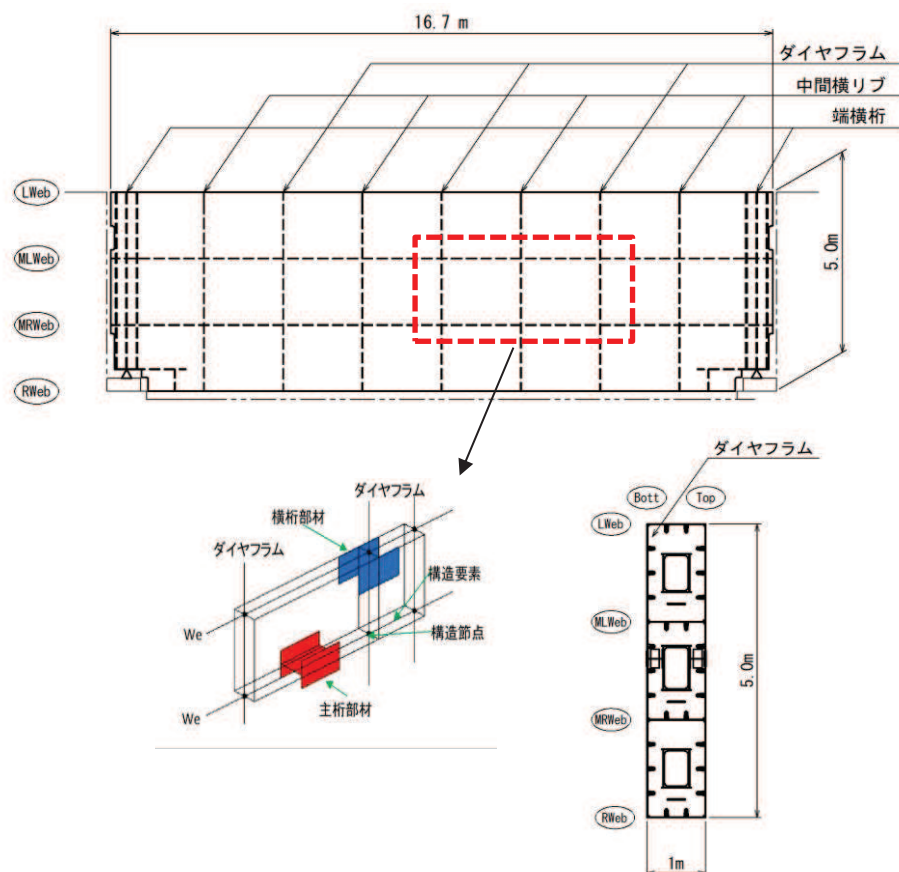 16.7 m
ダイヤフラム
中間横リブ
端横桁
LWeb
MLWeb
MRWeb
RWeb
5.0m
ダイヤフラム
横桁部材
ダイヤフラム
構造要素
構造節点
We
We
主桁部材
ダイヤフラム
Bott
Top
LWeb
MLWeb
MRWeb
RWeb
5.0m
1m